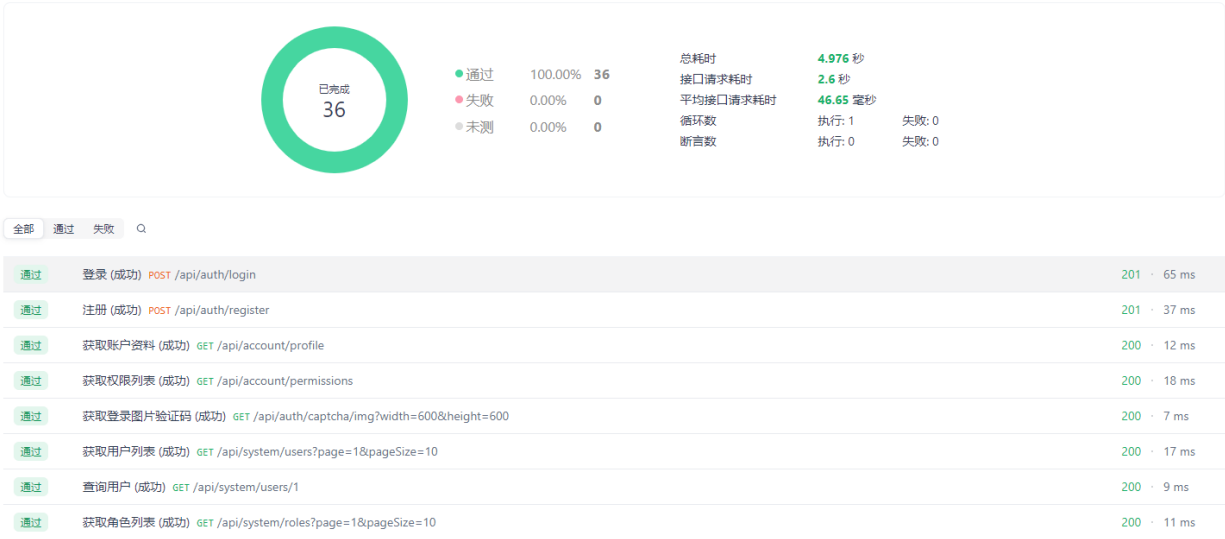 已完成
36
通过 100.00% 36
失败 0.00% 0
未测 0.00% 0
总耗时 4.976 秒
接口请求耗时 2.6 秒
平均接口请求耗时 46.65 毫秒
循环数 执行: 1 失败: 0
断言数 执行: 0 失败: 0
全部 通过 失败
通过 登录 (成功) POST /api/auth/login 201 · 65 ms
通过 注册 (成功) POST /api/auth/register 201 · 37 ms
通过 获取账户资料 (成功) GET /api/account/profile 200 · 12 ms
通过 获取权限列表 (成功) GET /api/account/permissions 200 · 18 ms
通过 获取登录图片验证码 (成功) GET /api/auth/captcha/img?width=600&height=600 200 · 7 ms
通过 获取用户列表 (成功) GET /api/system/users?page=1&pageSize=10 200 · 17 ms
通过 查询用户 (成功) GET /api/system/users/1 200 · 9 ms
通过 获取角色列表 (成功) GET /api/system/roles?page=1&pageSize=10 200 · 11 ms